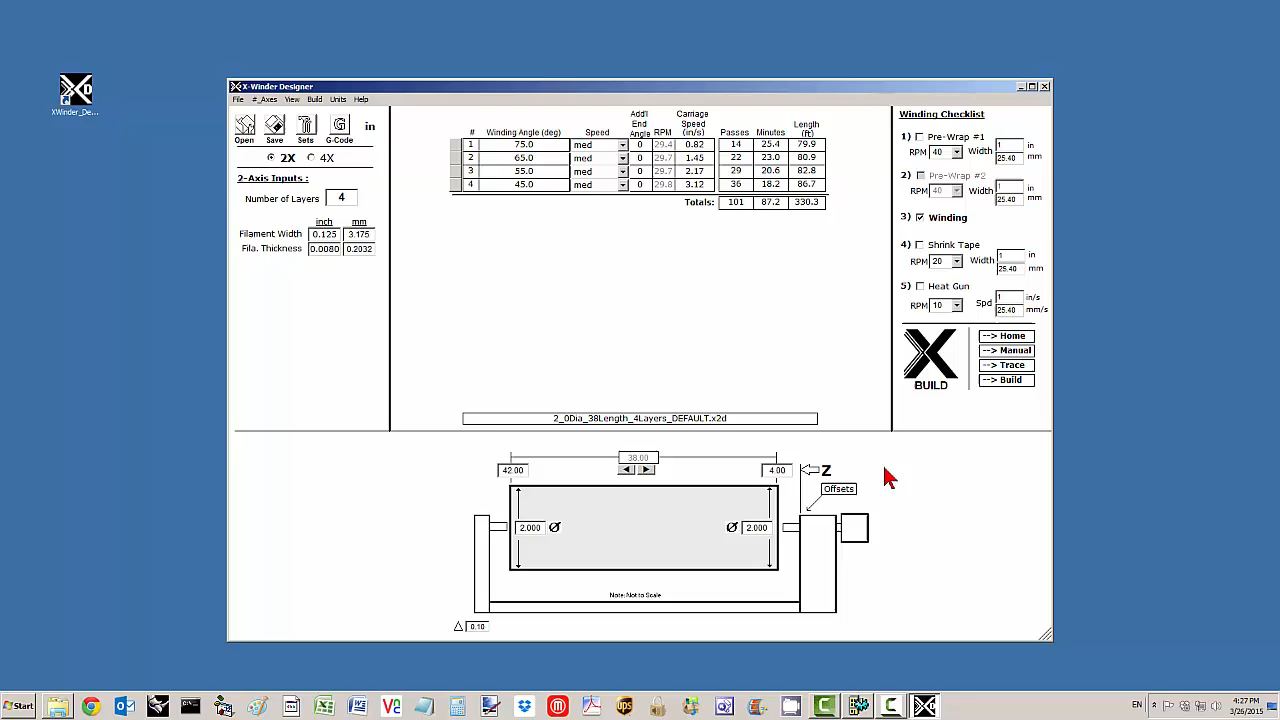 XWinder_De...
X-Winder Designer
File #_Axes View Build Units Help
Open Save Sets G-Code in
2X 4X
2-Axis Inputs :
Number of Layers 4
inch mm
Filament Width 0.125 3.175
Fila. Thickness 0.0080 0.2032
# Winding Angle (deg) Speed Add'l End Angle RPM Carriage Speed (in/s) Passes Minutes Length (ft)
1 75.0 med 0 29.4 0.82 14 25.4 79.9
2 65.0 med 0 29.7 1.45 22 23.0 80.9
3 55.0 med 0 29.7 2.17 29 20.6 82.8
4 45.0 med 0 29.8 3.12 36 18.2 86.7
Totals: 101 87.2 330.3
2_0Dia_38Length_4Layers_DEFAULT.x2d
Winding Checklist
1) Pre-Wrap #1
RPM 40 Width 1 in
25.40 mm
2) Pre-Wrap #2
RPM 40 Width 1 in
25.40 mm
3) Winding
4) Shrink Tape
RPM 20 Width 1 in
25.40 mm
5) Heat Gun
RPM 10 Spd 1 in/s
25.40 mm/s
X BUILD
--> Home
--> Manual
--> Trace
--> Build
38.00
42.00 4.00 Z
Offsets
2.000 Ø Ø 2.000
Note: Not to Scale
△ 0.10
Start
EN
4:27 PM
3/26/2015